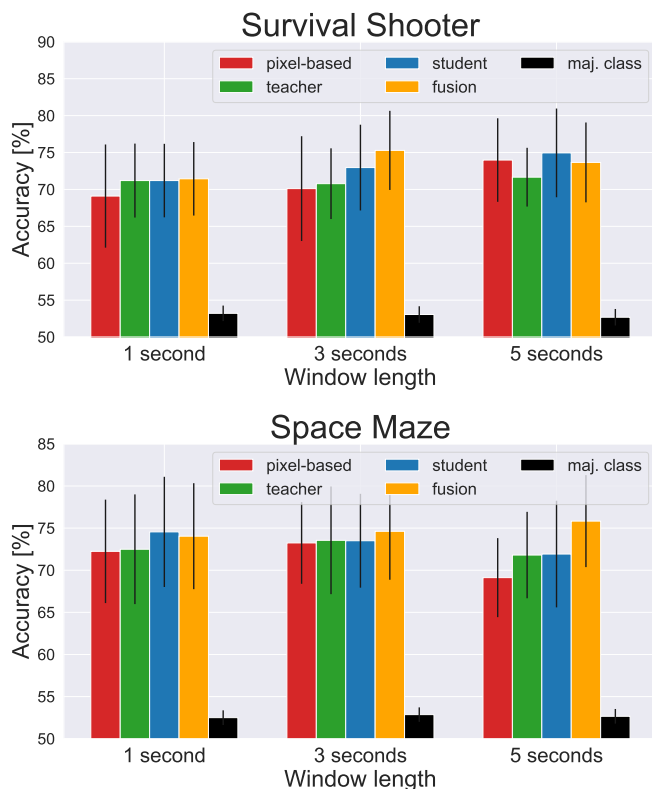 Survival Shooter
90
85
80
75
70
65
60
55
50
Accuracy [%]
pixel-based student maj. class
teacher fusion
1 second 3 seconds 5 seconds
Window length
Space Maze
85
80
75
70
65
60
55
50
Accuracy [%]
pixel-based student maj. class
teacher fusion
1 second 3 seconds 5 seconds
Window length